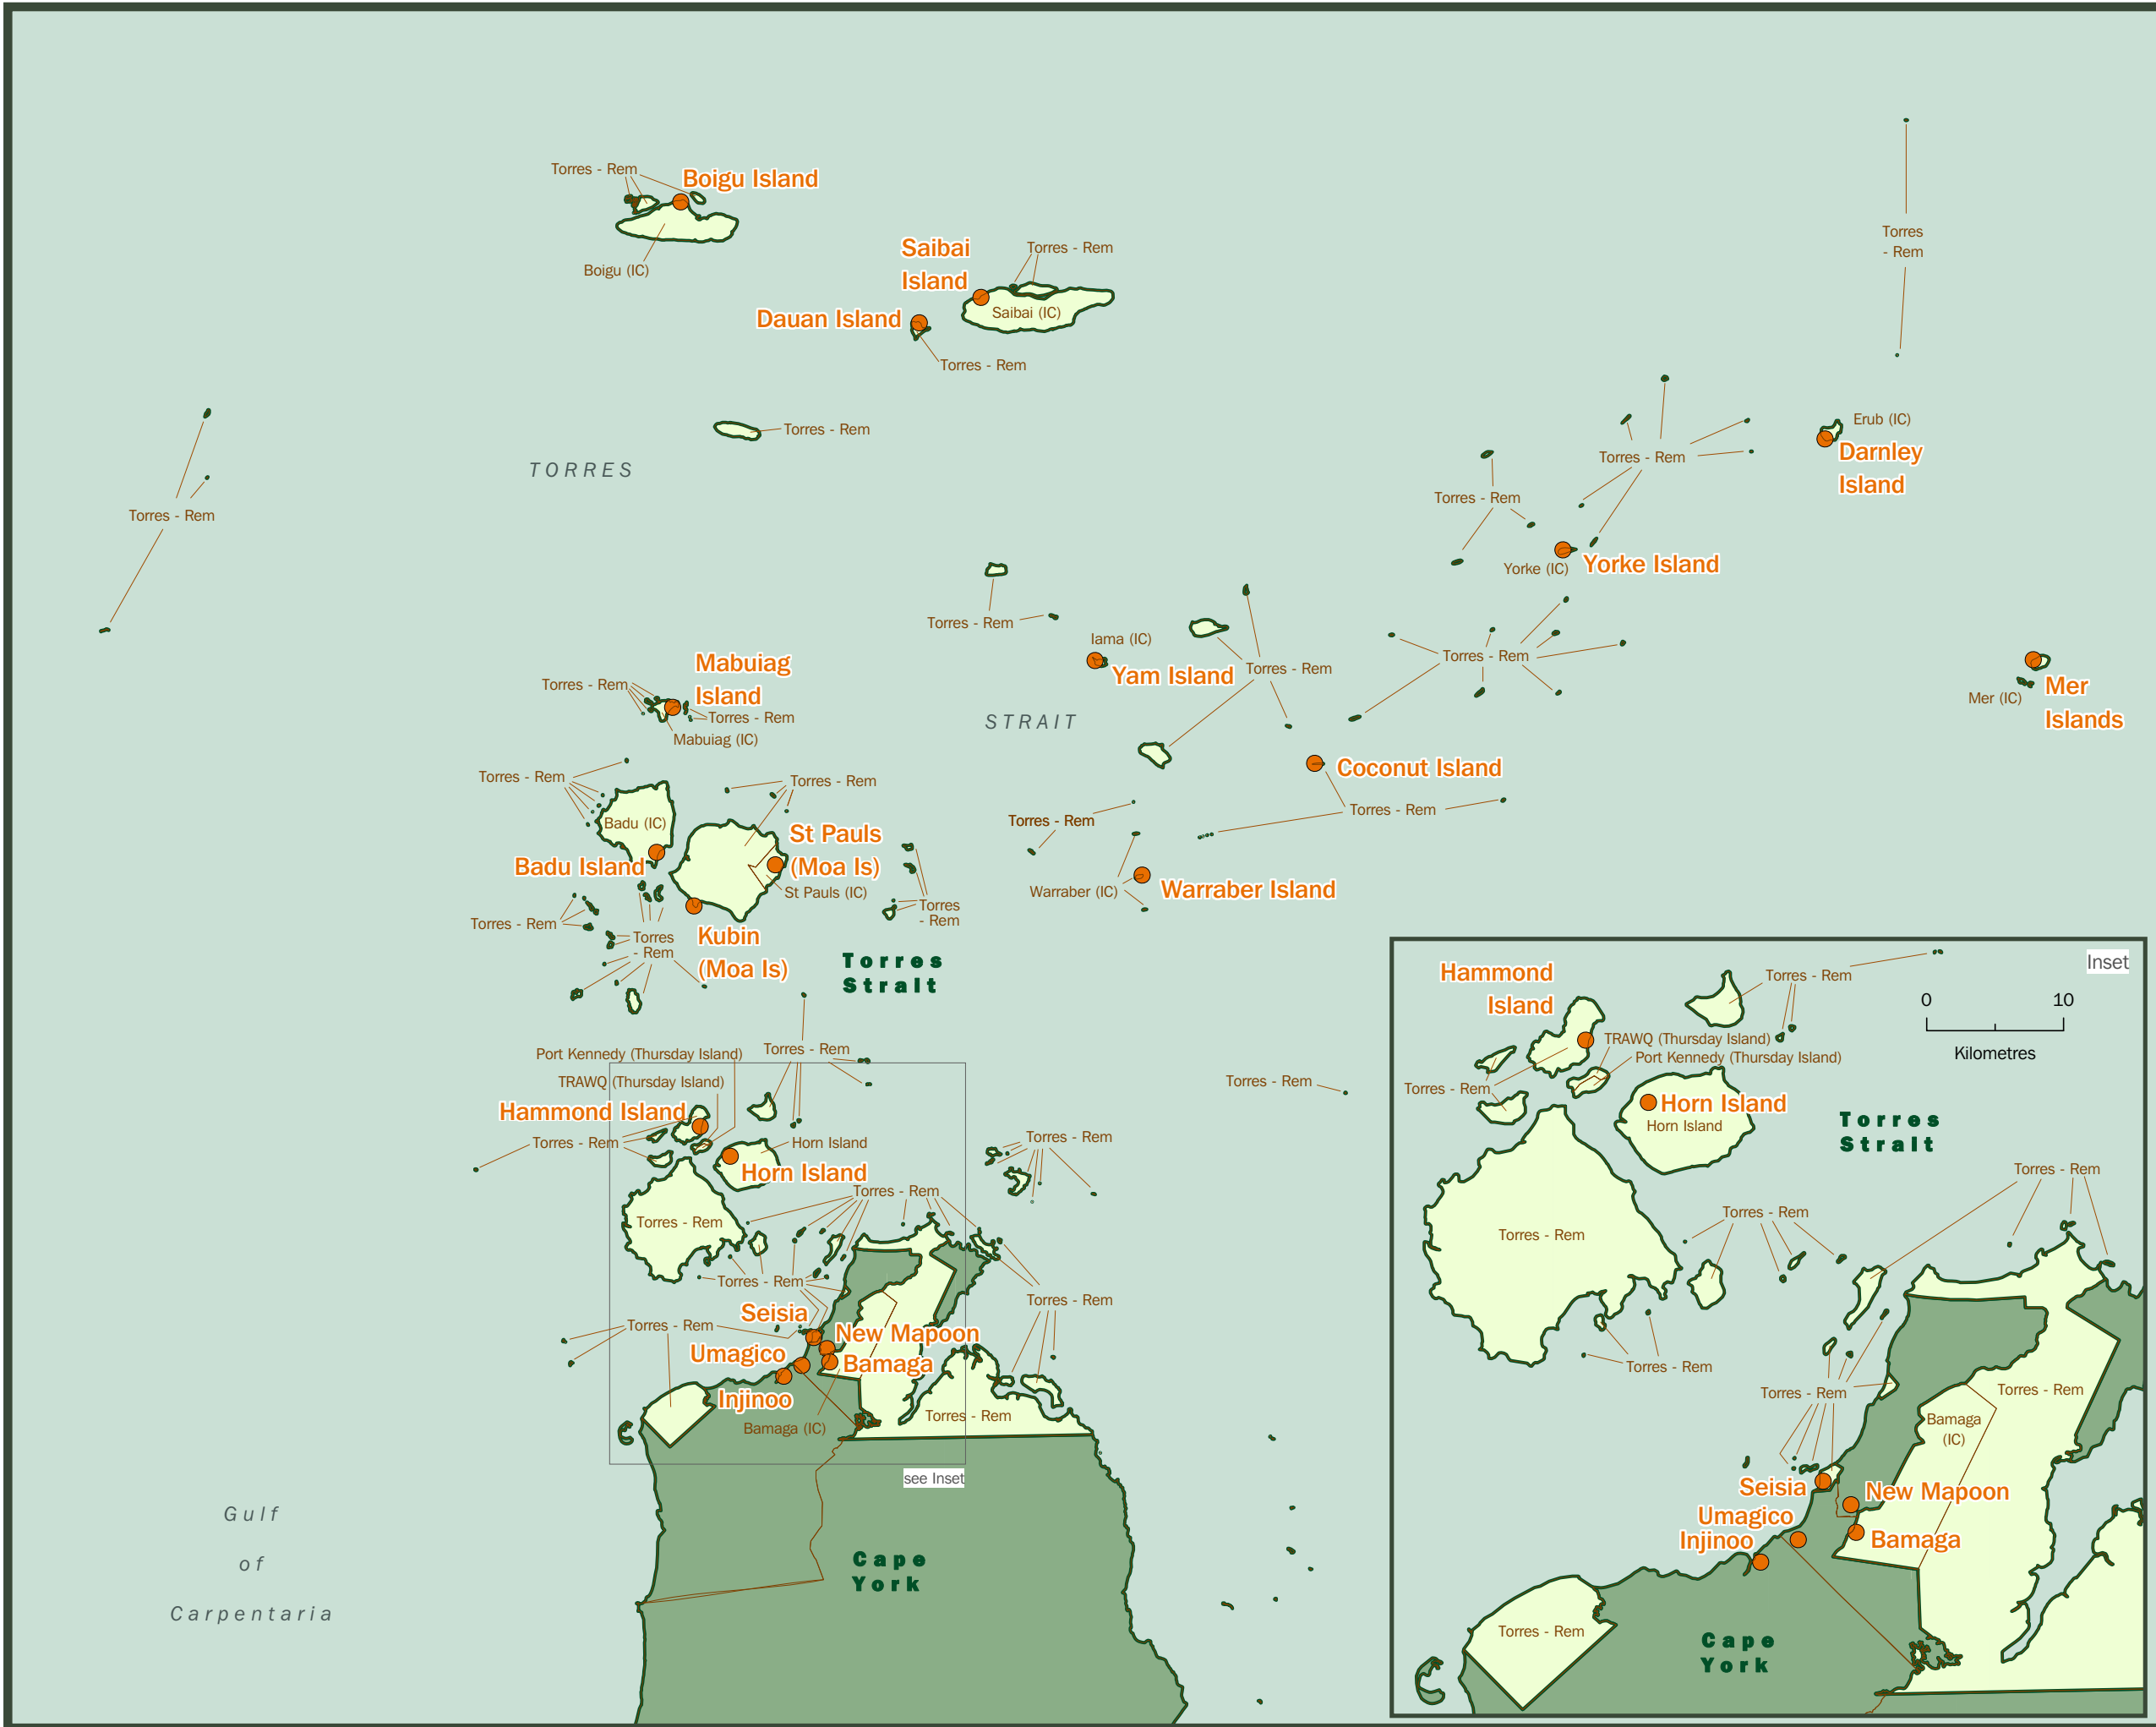 Torres - Rem
Boigu Island
Boigu (IC)
Saibai
Island
Torres - Rem
Saibai (IC)
Dauan Island
Torres - Rem
Torres
- Rem
Torres - Rem
TORRES
Torres - Rem
Erub (IC)
Darnley
Island
Torres - Rem
Torres - Rem
Yorke (IC)
Yorke Island
Torres - Rem
Iama (IC)
Yam Island
Torres - Rem
Torres - Rem
Mer (IC)
Mer
Islands
Mabuiag
Island
Torres - Rem
Torres - Rem
Mabuiag (IC)
STRAIT
Coconut Island
Torres - Rem
Torres - Rem
Torres - Rem
Torres - Rem
Badu (IC)
Badu Island
St Pauls
(Moa Is)
St Pauls (IC)
Warraber (IC)
Warraber Island
Torres
- Rem
Torres - Rem
Torres
- Rem
Kubin
(Moa Is)
Torres
Strait
Port Kennedy (Thursday Island)
Torres - Rem
TRAWQ (Thursday Island)
Hammond Island
Torres - Rem
Horn Island
Horn Island
Torres - Rem
Torres - Rem
Torres - Rem
Torres - Rem
Torres - Rem
Torres - Rem
Torres - Rem
Seisia
New Mapoon
Umagico
Bamaga
Injinoo
Bamaga (IC)
Torres - Rem
see Inset
Gulf
of
Carpentaria
Cape
York
Inset
0 10
Kilometres
Hammond
Island
Torres - Rem
TRAWQ (Thursday Island)
Port Kennedy (Thursday Island)
Torres - Rem
Horn Island
Horn Island
Torres
Strait
Torres - Rem
Torres - Rem
Torres - Rem
Torres - Rem
Torres - Rem
Torres - Rem
Bamaga
(IC)
Seisia
New Mapoon
Umagico
Injinoo
Bamaga
Torres - Rem
Cape
York